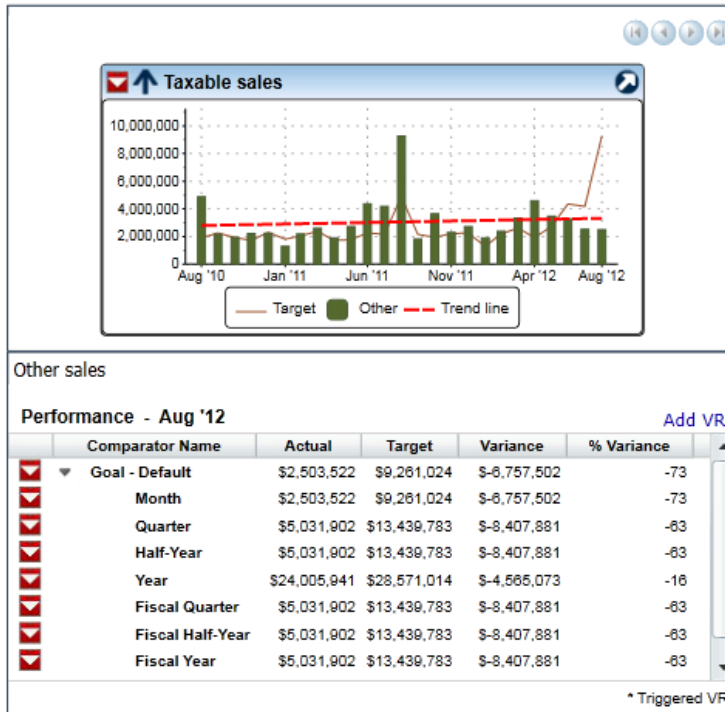 Taxable sales
10,000,000
8,000,000
6,000,000
4,000,000
2,000,000
0
Aug '10 Jan '11 Jun '11 Nov '11 Apr '12 Aug '12
Target Other Trend line
Other sales
Performance - Aug '12 Add VR
Comparator Name Actual Target Variance % Variance
Goal - Default $2,503,522 $9,261,024 $-6,757,502 -73
Month $2,503,522 $9,261,024 $-6,757,502 -73
Quarter $5,031,902 $13,439,783 $-8,407,881 -63
Half-Year $5,031,902 $13,439,783 $-8,407,881 -63
Year $24,005,941 $28,571,014 $-4,565,073 -16
Fiscal Quarter $5,031,902 $13,439,783 $-8,407,881 -63
Fiscal Half-Year $5,031,902 $13,439,783 $-8,407,881 -63
Fiscal Year $5,031,902 $13,439,783 $-8,407,881 -63
* Triggered VR